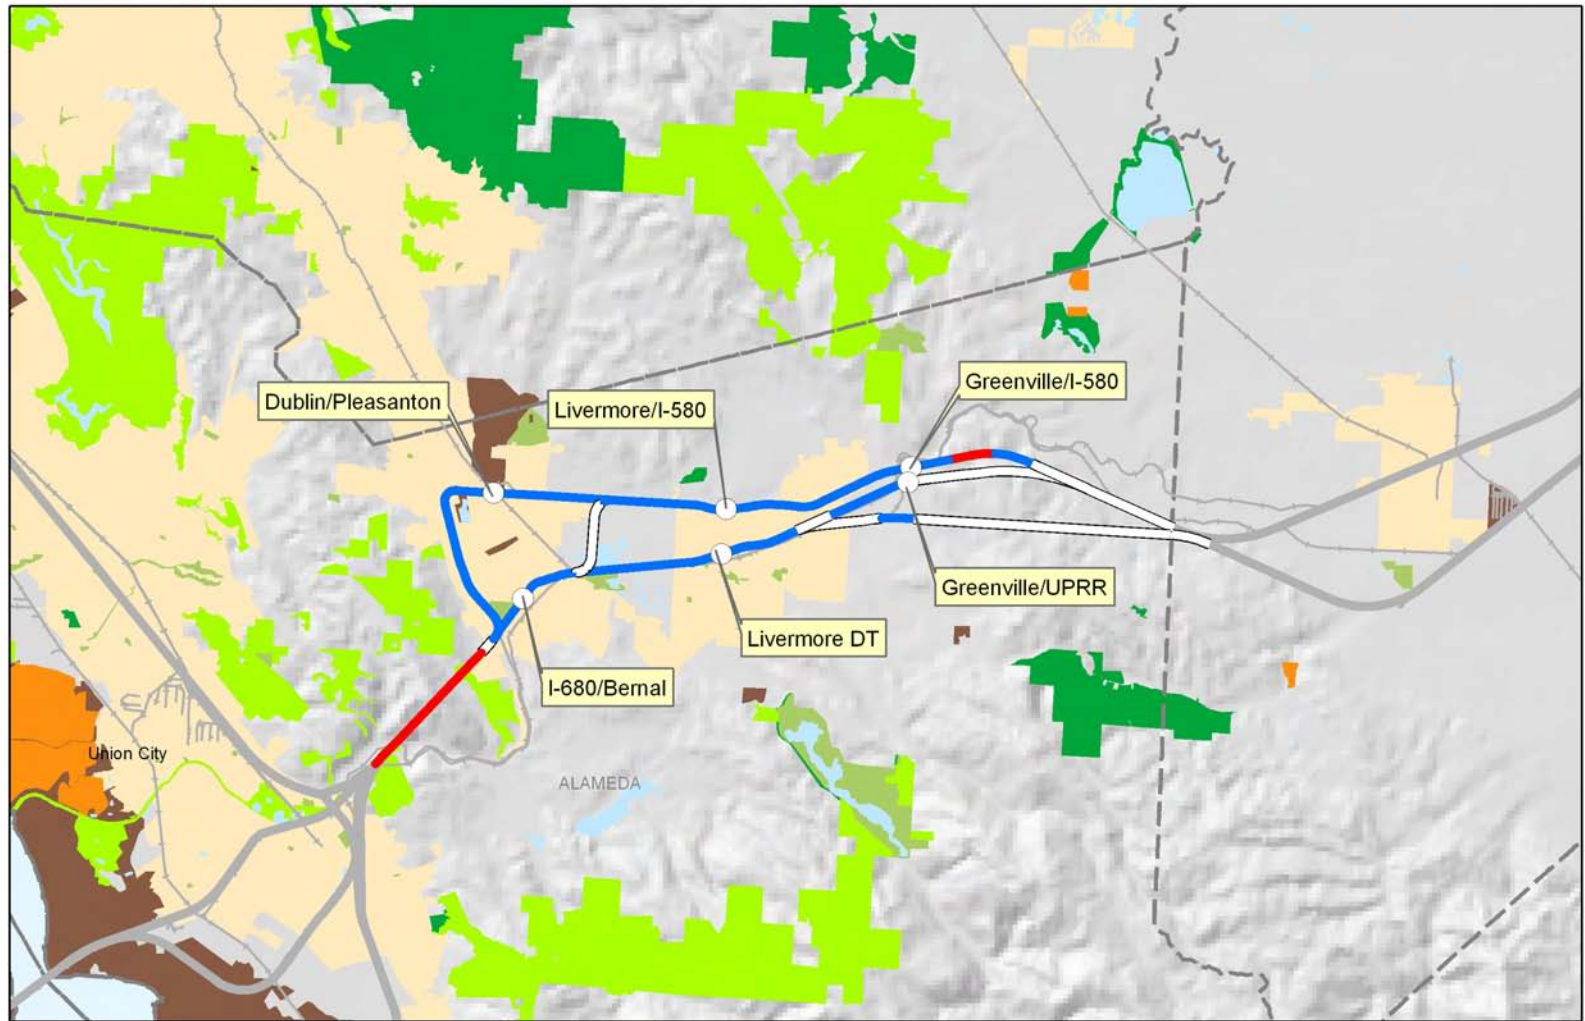 Greenville/I-580
Dublin/Pleasanton
Livermore/I-580
Greenville/UPRR
Livermore DT
I-680/Bernal
Union City
ALAMEDA